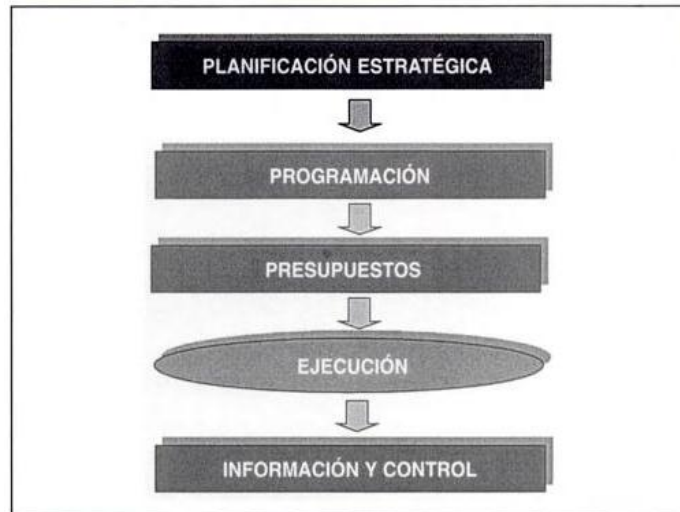 PLANIFICACIÓN ESTRATÉGICA
PROGRAMACIÓN
PRESUPUESTOS
EJECUCIÓN
INFORMACIÓN Y CONTROL